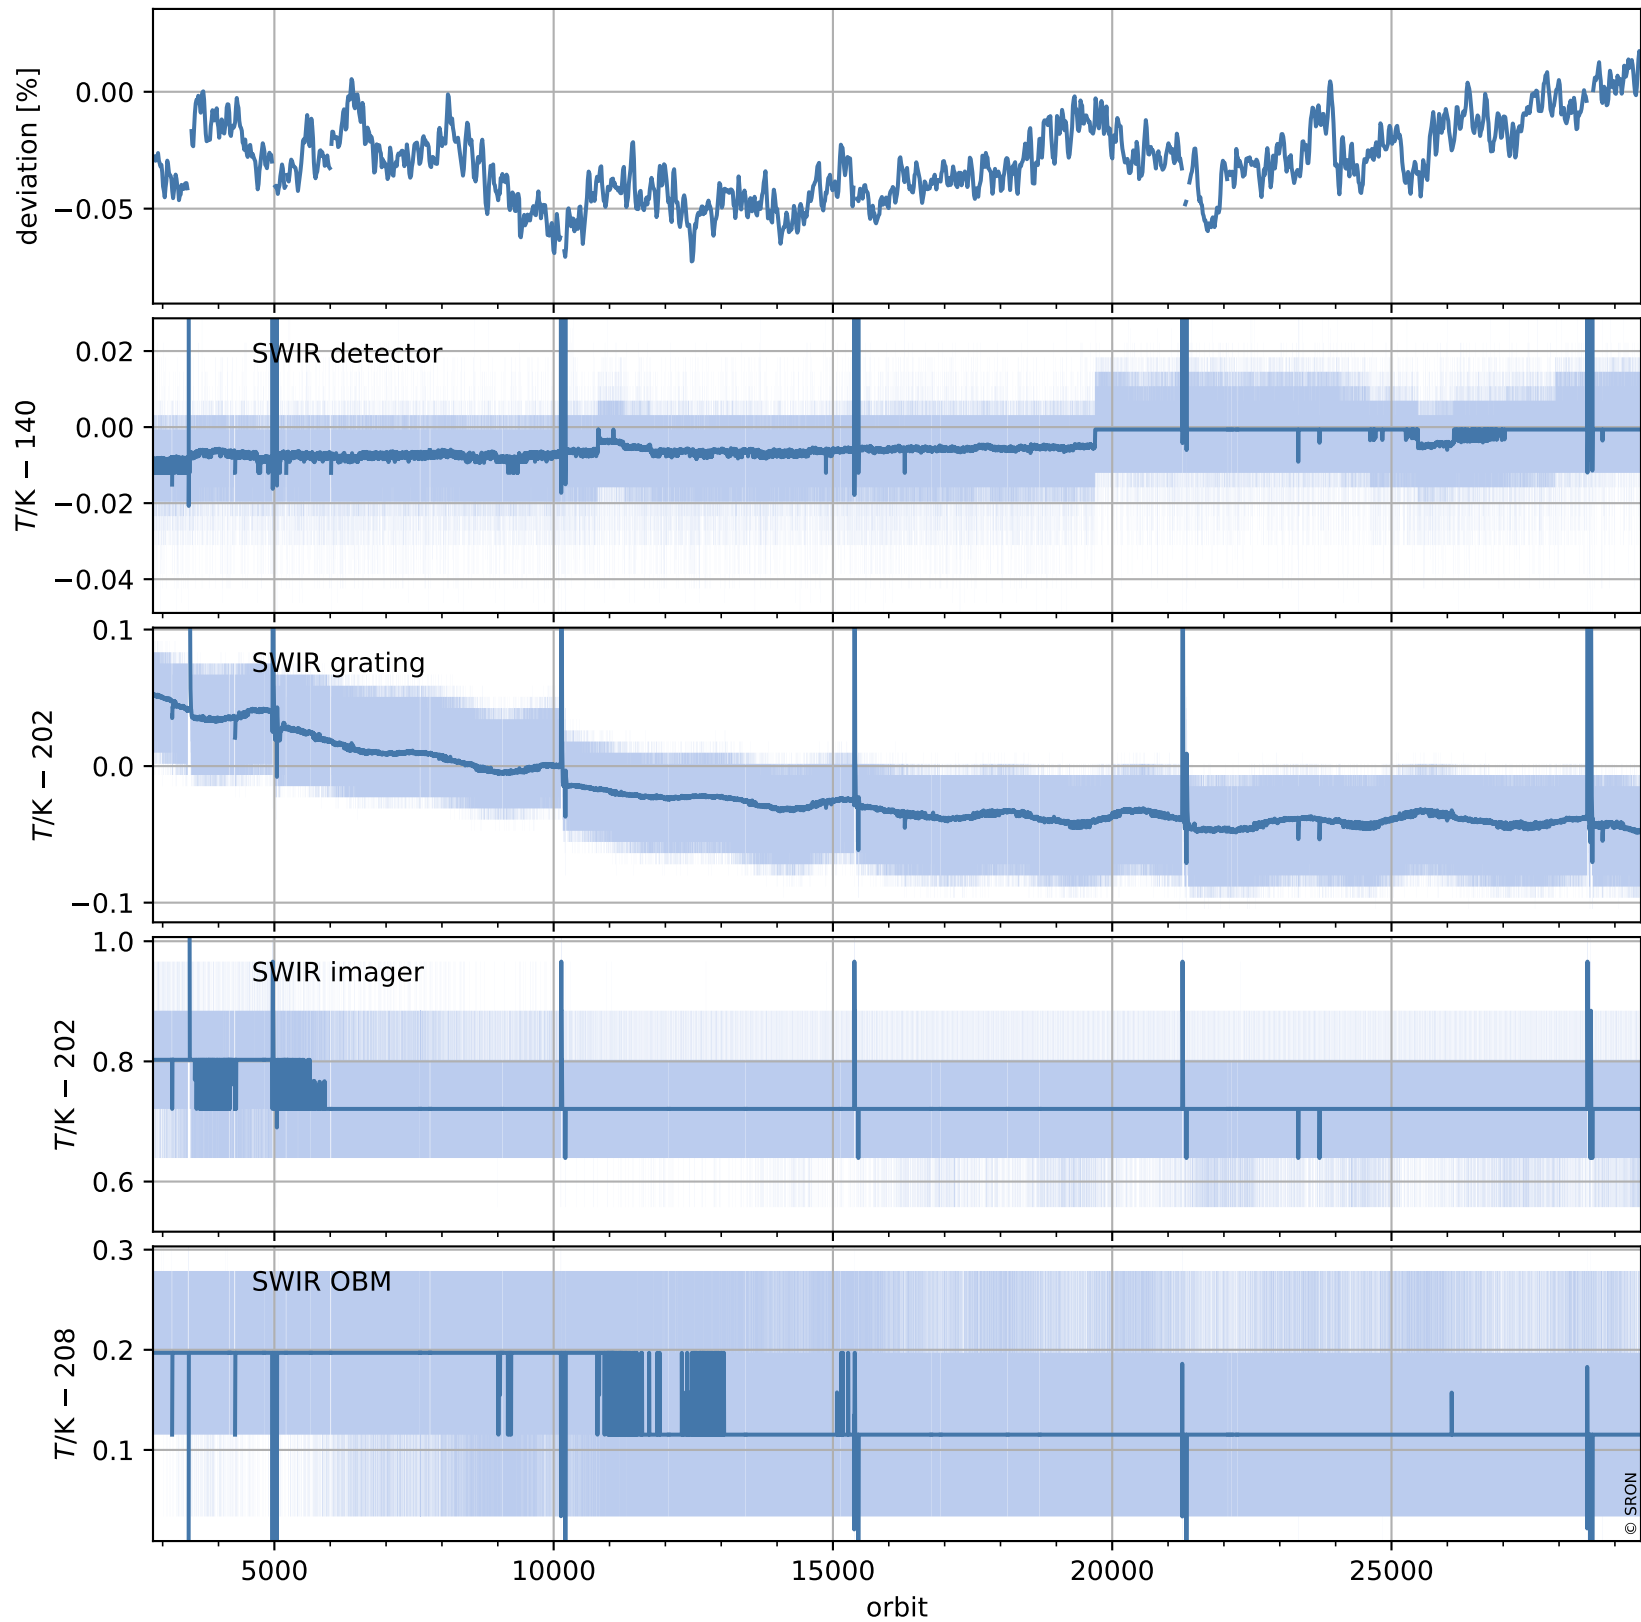 deviation [%]
0.00
−0.05
SWIR detector
T/K − 140
0.02
0.00
−0.02
−0.04
SWIR grating
T/K − 202
0.1
0.0
−0.1
SWIR imager
T/K − 202
1.0
0.8
0.6
SWIR OBM
T/K − 208
0.3
0.2
0.1
© SRON
5000 10000 15000 20000 25000
orbit